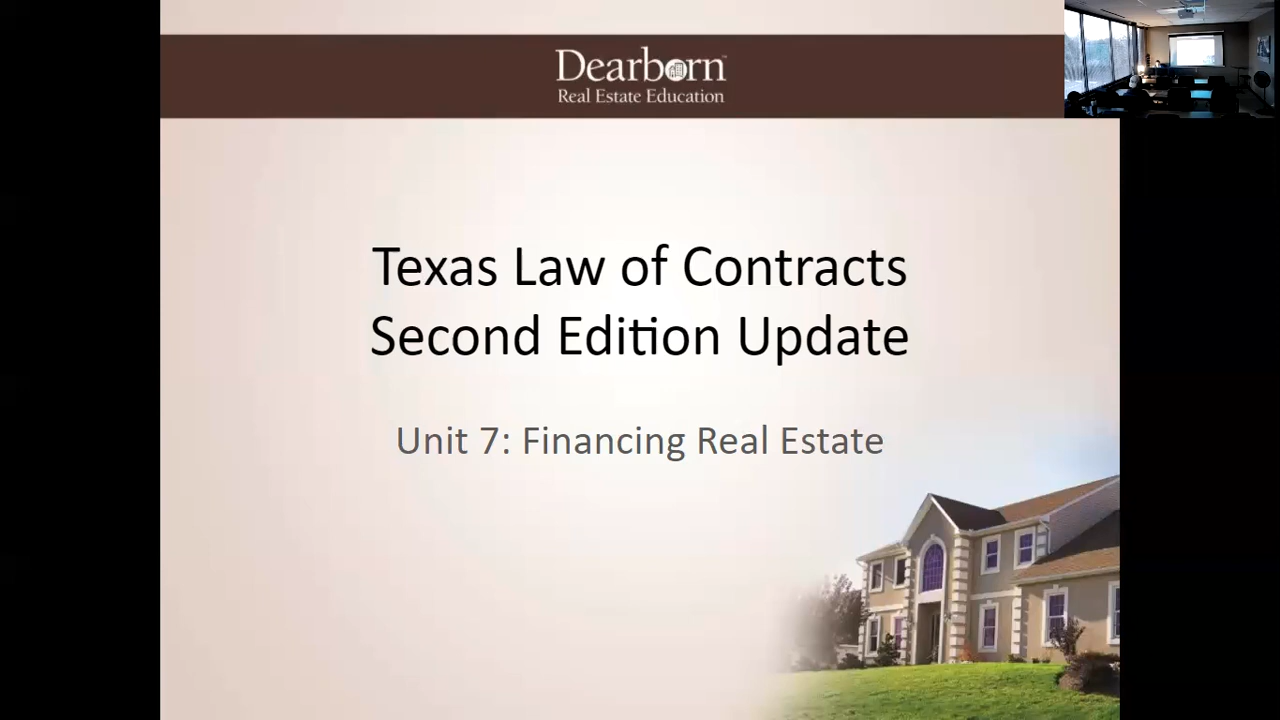 Dearborn
Real Estate Education
Texas Law of Contracts
Second Edition Update
Unit 7: Financing Real Estate